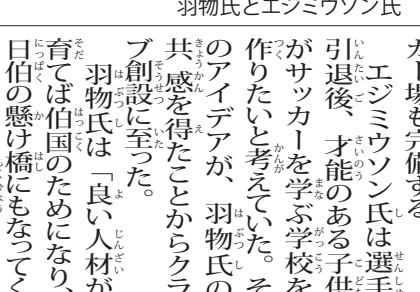 羽物氏とエジミウソン氏
カー場も完備する
エジミウソン氏は選手
引退後、才能のある子供
がサッカーを学ぶ学校を
作りたいと考えていた。そ
のアイデアが、羽物氏の
共感を得たことからクラ
ブ創設に至った。
羽物氏は「良い人材が
育てば伯国のためになり、
日伯の懸け橋にもなってく